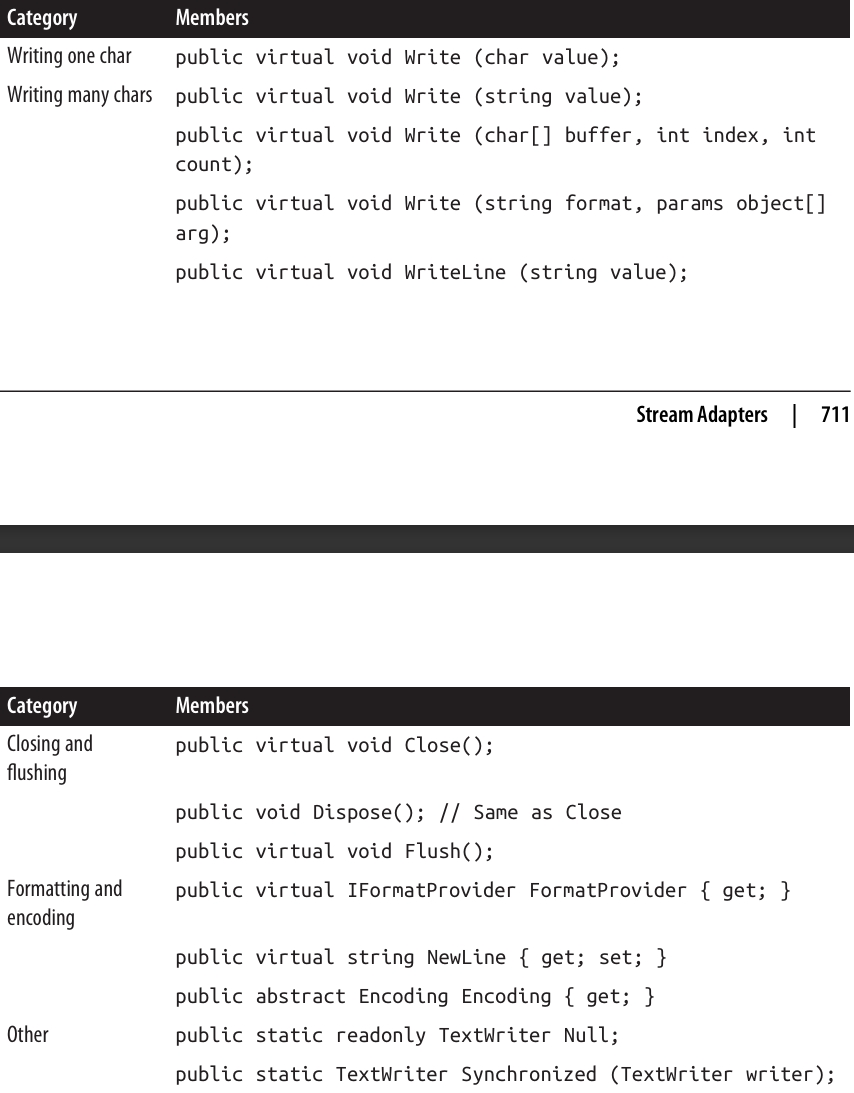 Category Members
Writing one char public virtual void Write (char value);
Writing many chars public virtual void Write (string value);
public virtual void Write (char[] buffer, int index, int
count);
public virtual void Write (string format, params object[]
arg);
public virtual void WriteLine (string value);
Stream Adapters | 711
Category Members
Closing and public virtual void Close();
flushing
public void Dispose(); // Same as Close
public virtual void Flush();
Formatting and public virtual IFormatProvider FormatProvider { get; }
encoding
public virtual string NewLine { get; set; }
public abstract Encoding Encoding { get; }
Other public static readonly TextWriter Null;
public static TextWriter Synchronized (TextWriter writer);